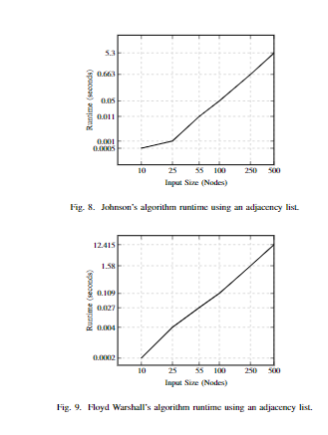 5.3
0.663
0.05
0.011
0.001
0.0005
Runtime (seconds)
10 25 55 100 250 500
Input Size (Nodes)
Fig. 8. Johnson's algorithm runtime using an adjacency list.
12.415
1.58
0.109
0.027
0.004
0.0002
Runtime (seconds)
10 25 55 100 250 500
Input Size (Nodes)
Fig. 9. Floyd Warshall's algorithm runtime using an adjacency list.